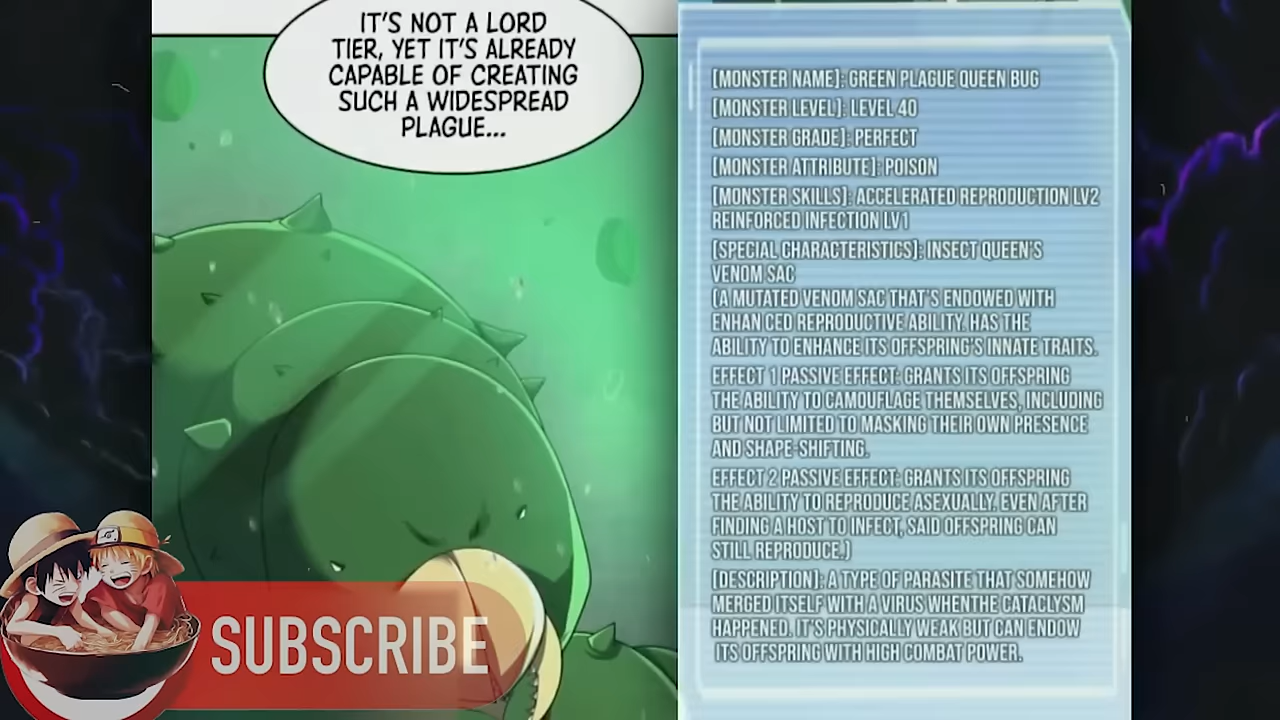 IT'S NOT A LORD
TIER, YET IT'S ALREADY
CAPABLE OF CREATING
SUCH A WIDESPREAD
PLAGUE...
[MONSTER NAME]: GREEN PLAGUE QUEEN BUG
[MONSTER LEVEL]: LEVEL 40
[MONSTER GRADE]: PERFECT
[MONSTER ATTRIBUTE]: POISON
[MONSTER SKILLS]: ACCELERATED REPRODUCTION LV2
REINFORCED INFECTION LV1
[SPECIAL CHARACTERISTICS]: INSECT QUEEN'S
VENOM SAC
(A MUTATED VENOM SAC THAT'S ENDOWED WITH
ENHAN CED REPRODUCTIVE ABILITY. HAS THE
ABILITY TO ENHANCE ITS OFFSPRING'S INNATE TRAITS.
EFFECT 1 PASSIVE EFFECT: GRANTS ITS OFFSPRING
THE ABILITY TO CAMOUFLAGE THEMSELVES, INCLUDING
BUT NOT LIMITED TO MASKING THEIR OWN PRESENCE
AND SHAPE-SHIFTING.
EFFECT 2 PASSIVE EFFECT: GRANTS ITS OFFSPRING
THE ABILITY TO REPRODUCE ASEXUALLY. EVEN AFTER
FINDING A HOST TO INFECT, SAID OFFSPRING CAN
STILL REPRODUCE.)
[DESCRIPTION]: A TYPE OF PARASITE THAT SOMEHOW
MERGED ITSELF WITH A VIRUS WHENTHE CATACLYSM
HAPPENED. IT'S PHYSICALLY WEAK BUT CAN ENDOW
ITS OFFSPRING WITH HIGH COMBAT POWER.
SUBSCRIBE